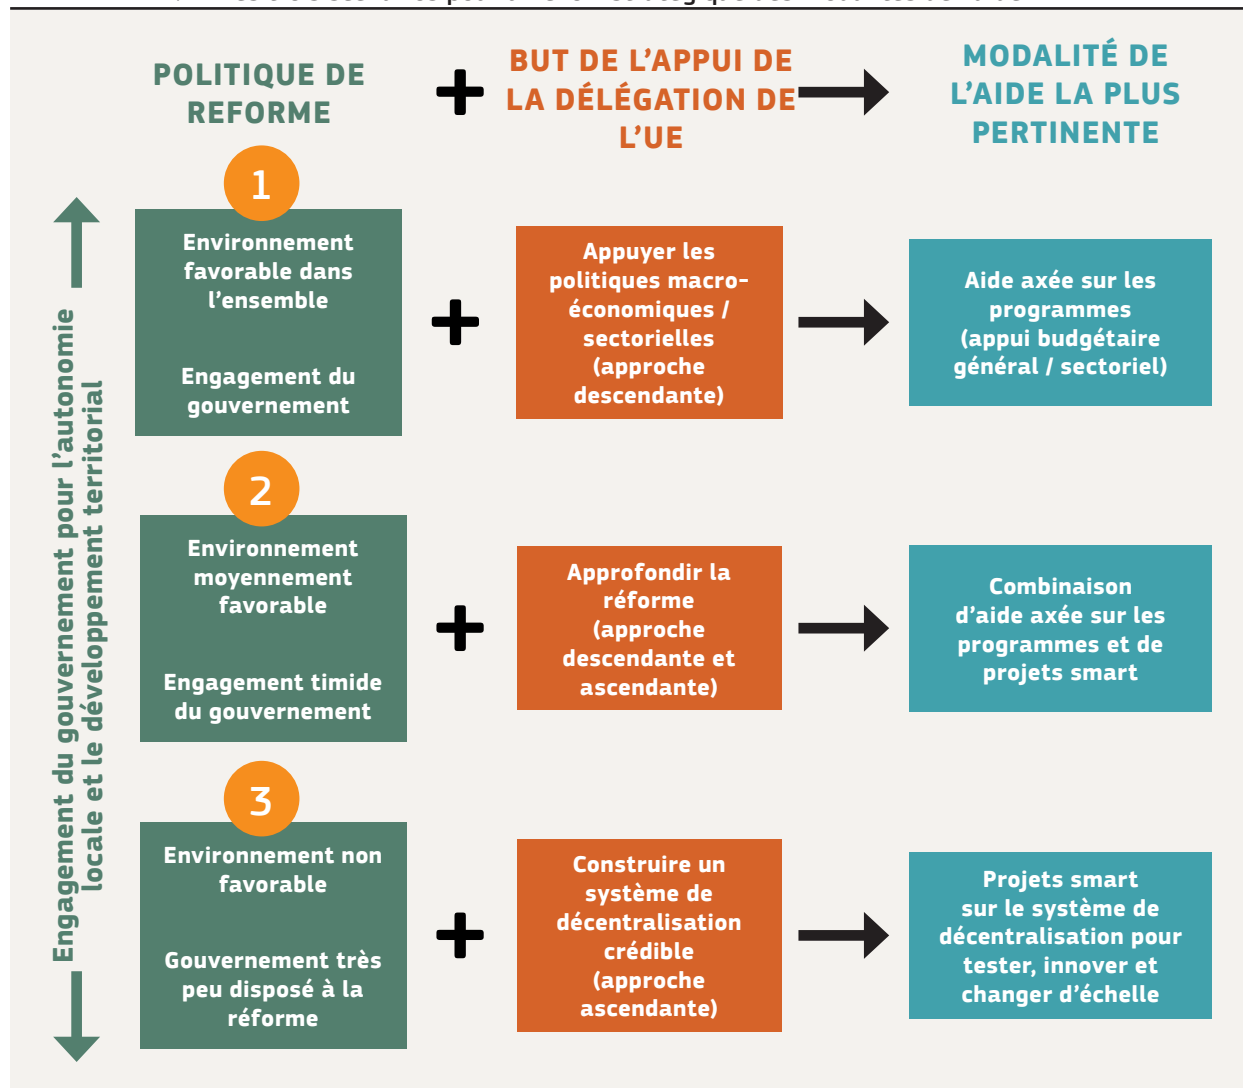 POLITIQUE DE
REFORME
BUT DE L'APPUI DE
LA DÉLÉGATION DE
L'UE
MODALITÉ DE
L'AIDE LA PLUS
PERTINENTE
Engagement du gouvernement pour l'autonomie
locale et le développement territorial
1
Environnement
favorable dans
l'ensemble
Engagement du
gouvernement
Appuyer les
politiques macro-
économiques /
sectorielles
(approche
descendante)
Aide axée sur les
programmes
(appui budgétaire
général / sectoriel)
2
Environnement
moyennement
favorable
Engagement timide
du gouvernement
Approfondir la
réforme
(approche
descendante et
ascendante)
Combinaison
d'aide axée sur les
programmes et de
projets smart
3
Environnement non
favorable
Gouvernement très
peu disposé à la
réforme
Construire un
système de
décentralisation
crédible
(approche
ascendante)
Projets smart
sur le système de
décentralisation pour
tester, innover et
changer d'échelle